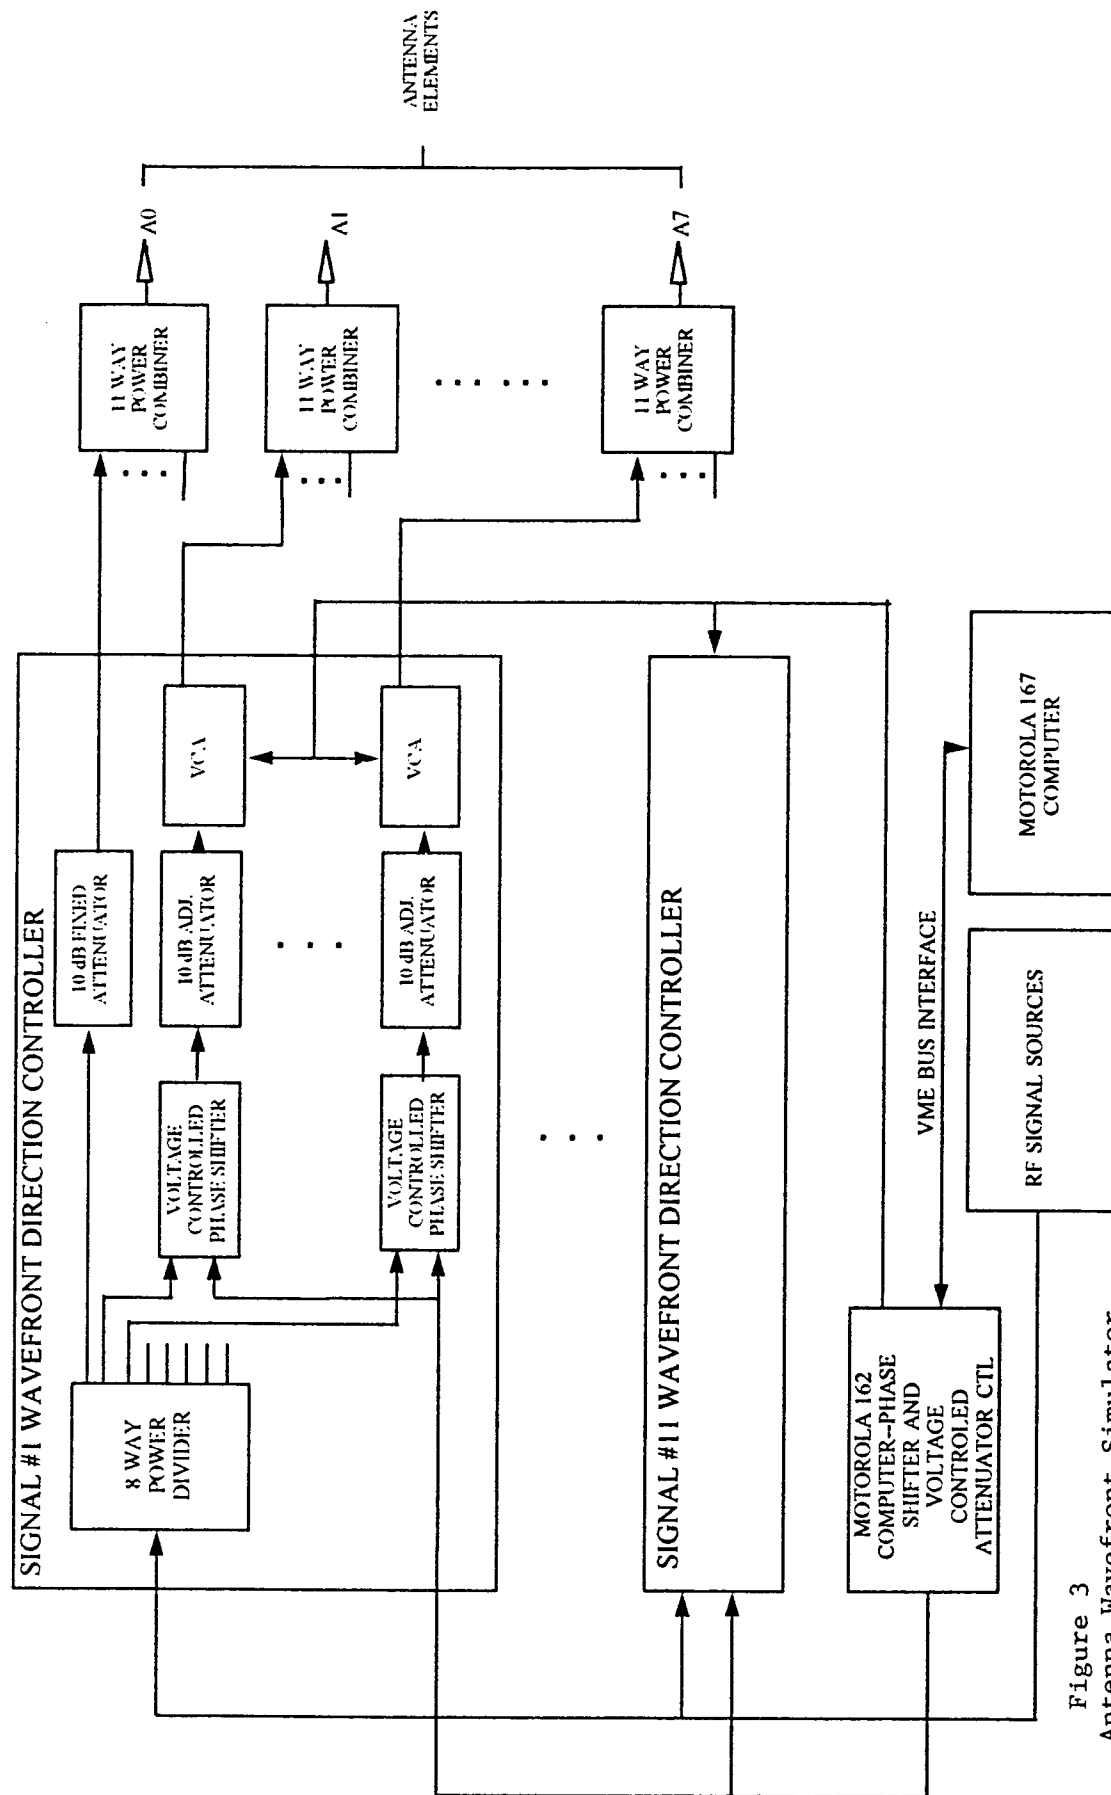 SIGNAL #1 WAVEFRONT DIRECTION CONTROLLER
8 WAY
POWER
DIVIDER
VOLTAGE
CONTROLLED
PHASE SHIFTER
VOLTAGE
CONTROLLED
PHASE SHIFTER
10 dB FIXED
ATTENUATOR
10 dB ADJ.
ATTENUATOR
10 dB ADJ.
ATTENUATOR
VCA
VCA
11 WAY
POWER
COMBINER
11 WAY
POWER
COMBINER
11 WAY
POWER
COMBINER
A0
A1
A7
ANTENNA
ELEMENTS
SIGNAL #11 WAVEFRONT DIRECTION CONTROLLER
MOTOROLA 162
COMPUTER-PHASE
SHIFTER AND
VOLTAGE
CONTROLED
ATTENUATOR CTL
VME BUS INTERFACE
RF SIGNAL SOURCES
MOTOROLA 167
COMPUTER
Figure 3
Antenna Wavefront Simulator